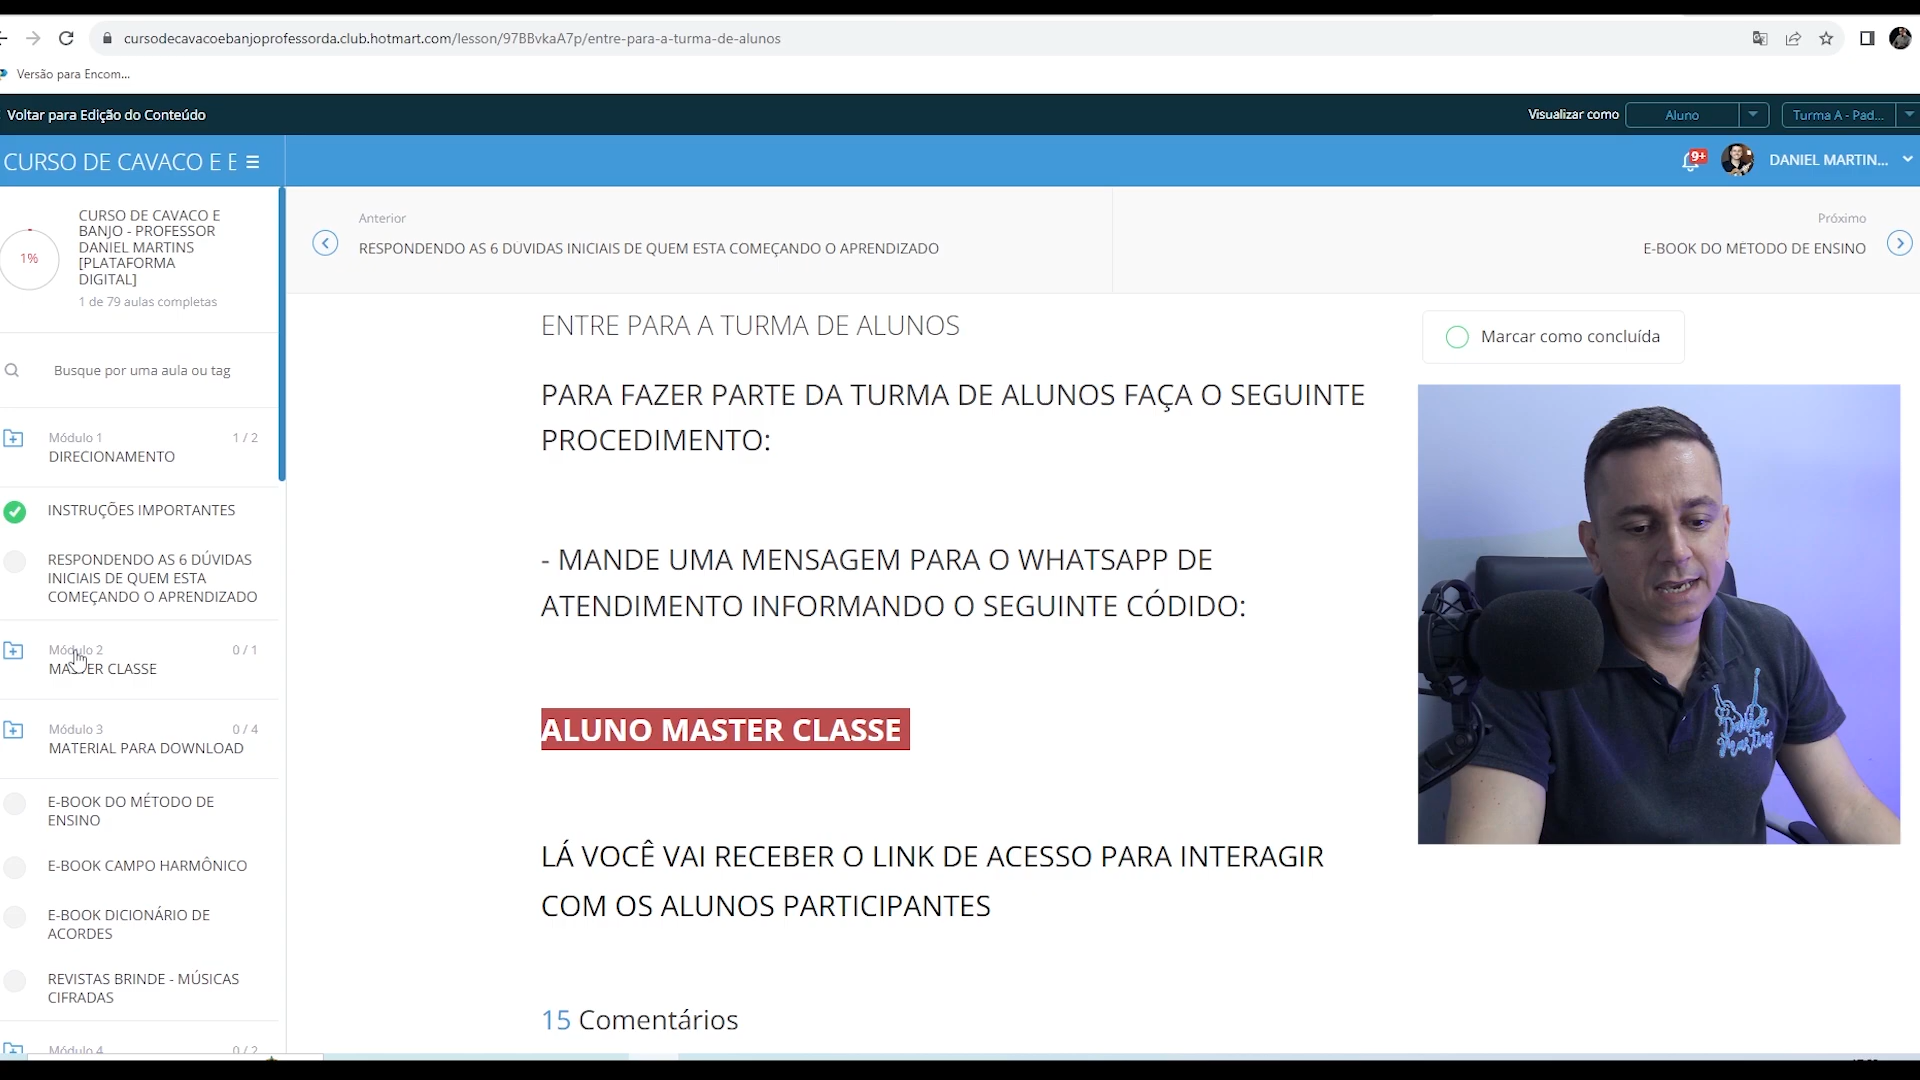 cursodecavacoebanjoprofessorda.club.hotmart.com/lesson/97BBvkaA7p/entre-para-a-turma-de-alunos
Versão para Encom...
Voltar para Edição do Conteúdo
Visualizar como
Aluno
Turma A - Pad...
CURSO DE CAVACO E E
9+
DANIEL MARTIN...
1%
CURSO DE CAVACO E
BANJO - PROFESSOR
DANIEL MARTINS
[PLATAFORMA
DIGITAL]
1 de 79 aulas completas
Busque por uma aula ou tag
Módulo 1
1 / 2
DIRECIONAMENTO
INSTRUÇÕES IMPORTANTES
RESPONDENDO AS 6 DÚVIDAS
INICIAIS DE QUEM ESTA
COMEÇANDO O APRENDIZADO
Módulo 2
0 / 1
MASTER CLASSE
Módulo 3
0 / 4
MATERIAL PARA DOWNLOAD
E-BOOK DO MÉTODO DE
ENSINO
E-BOOK CAMPO HARMÔNICO
E-BOOK DICIONÁRIO DE
ACORDES
REVISTAS BRINDE - MÚSICAS
CIFRADAS
Módulo 4
0 / 2
Anterior
RESPONDENDO AS 6 DUVIDAS INICIAIS DE QUEM ESTA COMEÇANDO O APRENDIZADO
Próximo
E-BOOK DO METODO DE ENSINO
ENTRE PARA A TURMA DE ALUNOS
Marcar como concluída
PARA FAZER PARTE DA TURMA DE ALUNOS FAÇA O SEGUINTE
PROCEDIMENTO:
- MANDE UMA MENSAGEM PARA O WHATSAPP DE
ATENDIMENTO INFORMANDO O SEGUINTE CÓDIDO:
ALUNO MASTER CLASSE
LÁ VOCÊ VAI RECEBER O LINK DE ACESSO PARA INTERAGIR
COM OS ALUNOS PARTICIPANTES
15 Comentários
Daniel
Martins